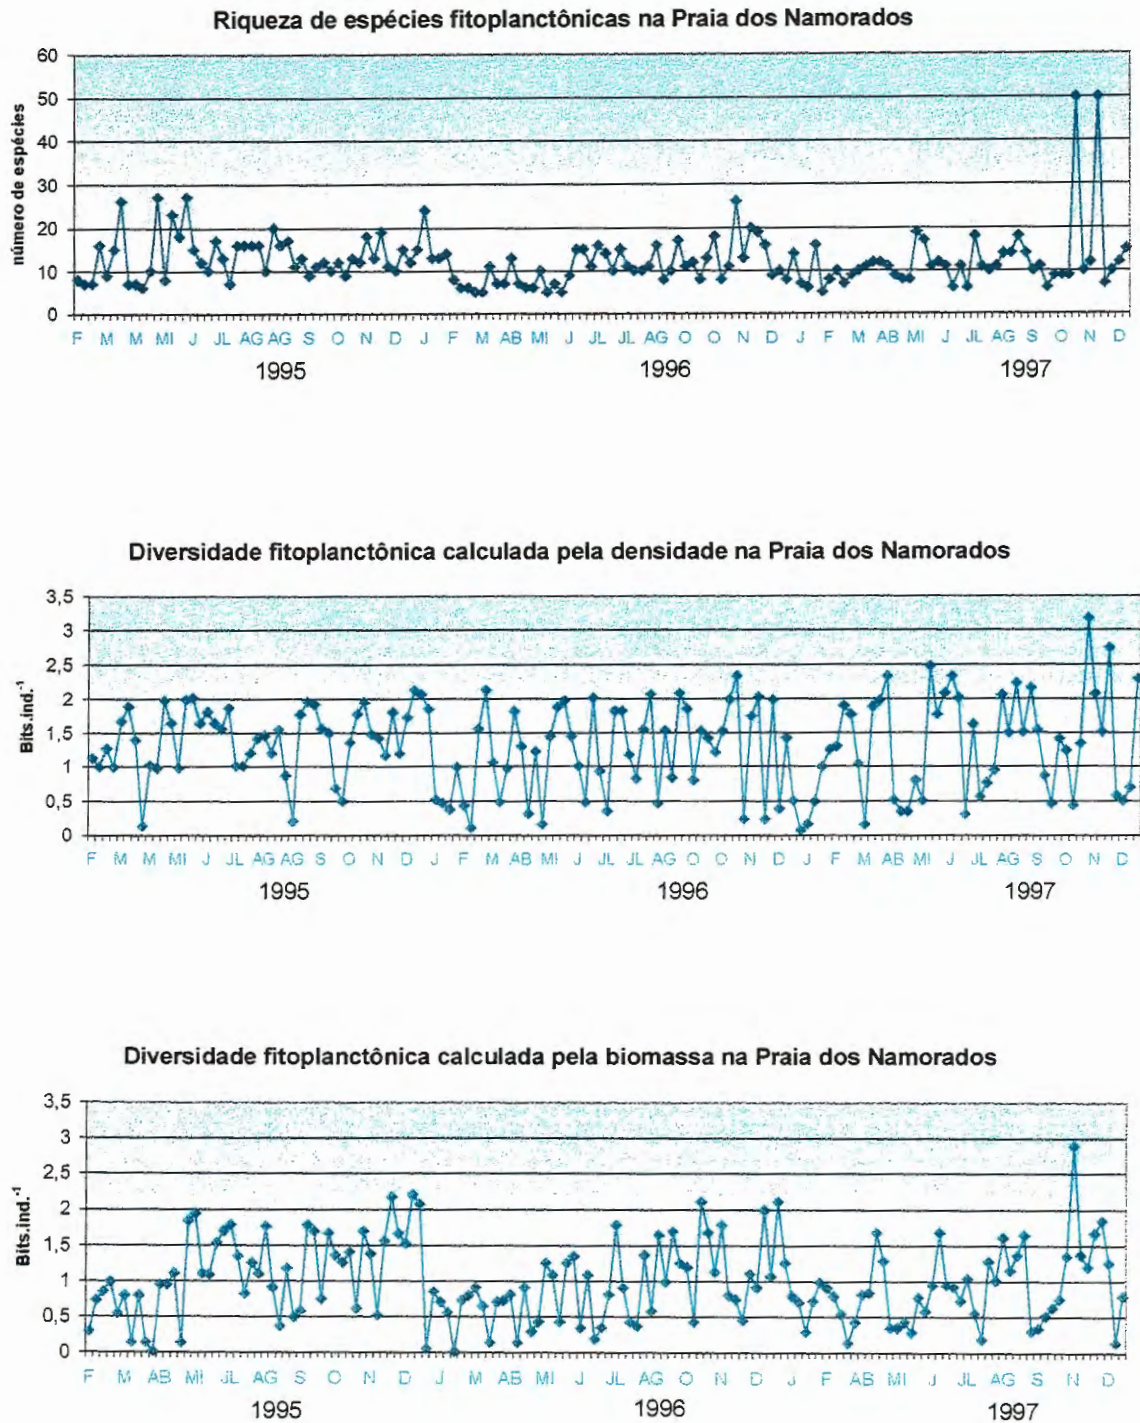 Riqueza de espécies fitoplanctônicas na Praia dos Namorados
número de espécies
60
50
40
30
20
10
0
F M M MI J JL AG AG S O N D J F M AB MI J JL JL AG O O N D J F M AB MI J JL AG S O N D
1995 1996 1997
Diversidade fitoplanctônica calculada pela densidade na Praia dos Namorados
Bits.ind.⁻¹
3,5
3
2,5
2
1,5
1
0,5
0
F M M MI J JL AG AG S O N D J F M AB MI J JL JL AG O O N D J F M AB MI J JL AG S O N D
1995 1996 1997
Diversidade fitoplanctônica calculada pela biomassa na Praia dos Namorados
Bits.ind.⁻¹
3,5
3
2,5
2
1,5
1
0,5
0
F M AB MI JL AG S O N D J F M AB MI J JL AG S O N D J F AB MI J JL AG S N D
1995 1996 1997